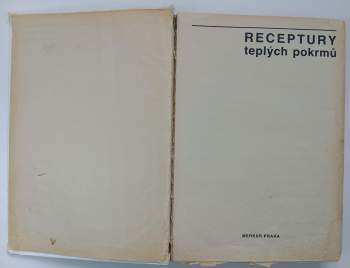 RECEPTURY
teplých pokrmů
MERKUR PRAHA